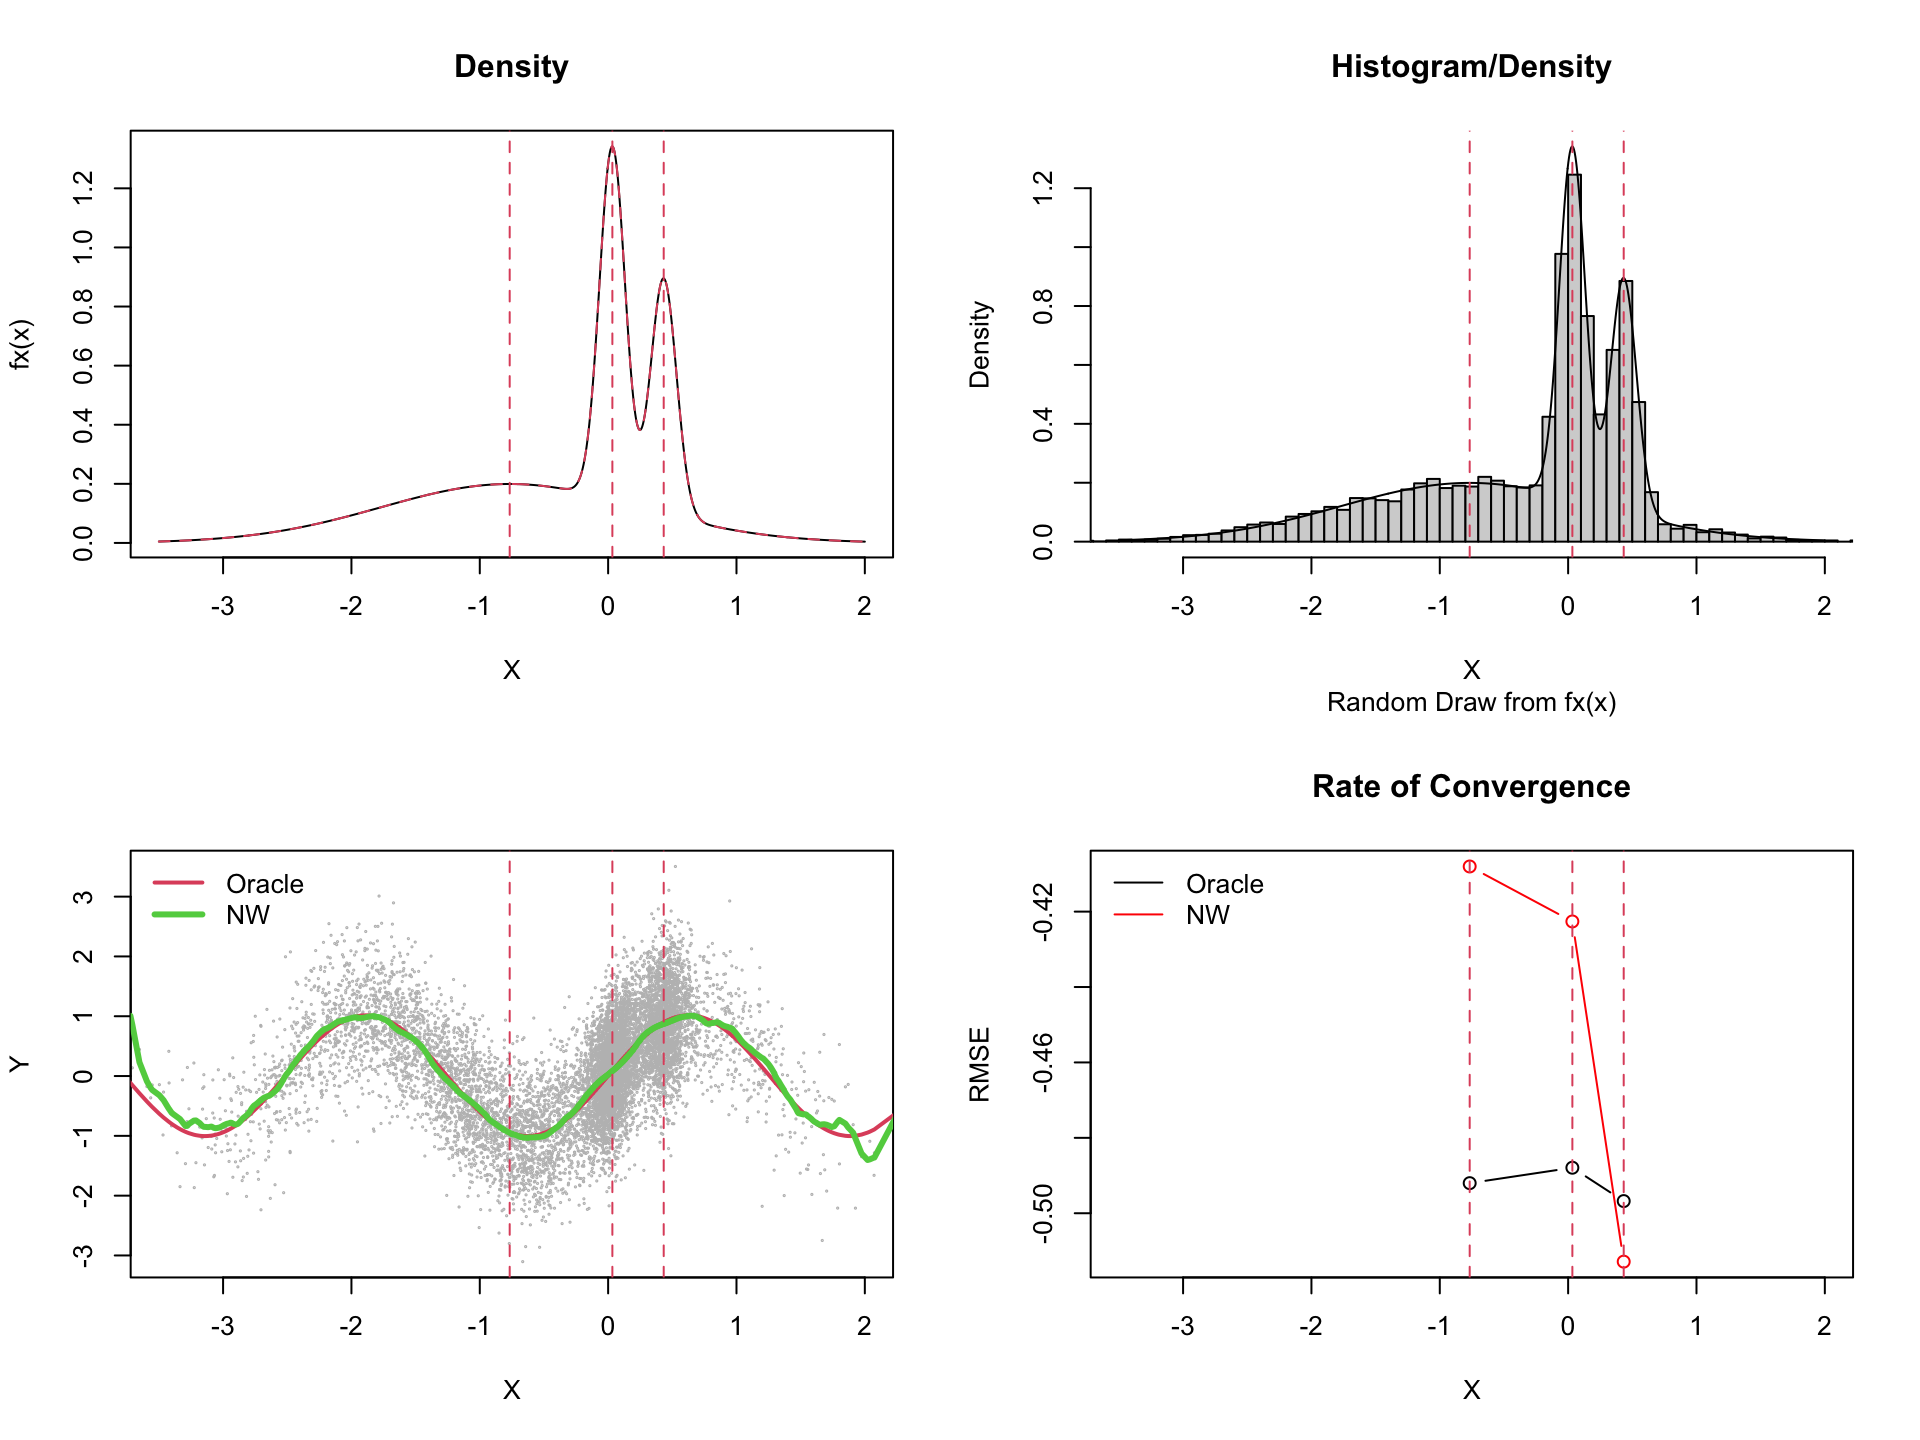 Density
fx(x)
0.0 0.2 0.4 0.6 0.8 1.0 1.2
-3 -2 -1 0 1 2
X
Histogram/Density
Density
0.0 0.4 0.8 1.2
-3 -2 -1 0 1 2
X
Random Draw from fx(x)
Oracle
NW
Y
-3 -2 -1 0 1 2 3
-3 -2 -1 0 1 2
X
Rate of Convergence
Oracle
NW
RMSE
-0.50 -0.46 -0.42
-3 -2 -1 0 1 2
X